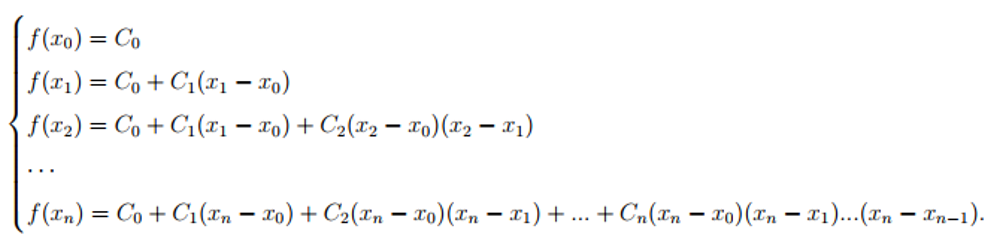 f(x₀) = C₀
f(x₁) = C₀ + C₁(x₁ − x₀)
f(x₂) = C₀ + C₁(x₁ − x₀) + C₂(x₂ − x₀)(x₂ − x₁)
...
f(xₙ) = C₀ + C₁(xₙ − x₀) + C₂(xₙ − x₀)(xₙ − x₁) + ... + Cₙ(xₙ − x₀)(xₙ − x₁)...(xₙ − xₙ₋₁).